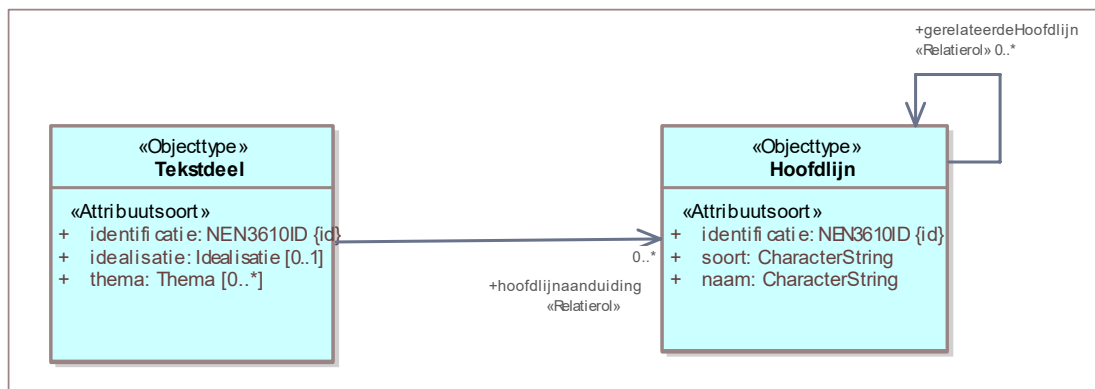 +gerelateerdeHoofdlijn
«Relatierol» 0..*
«Objecttype»
Tekstdeel
«Attribuutsoort»
+ identificatie: NEN3610ID {id}
+ idealisatie: Idealisatie [0..1]
+ thema: Thema [0..*]
0..*
+hoofdlijnaanduiding
«Relatierol»
«Objecttype»
Hoofdlijn
«Attribuutsoort»
+ identificatie: NEN3610ID {id}
+ soort: CharacterString
+ naam: CharacterString